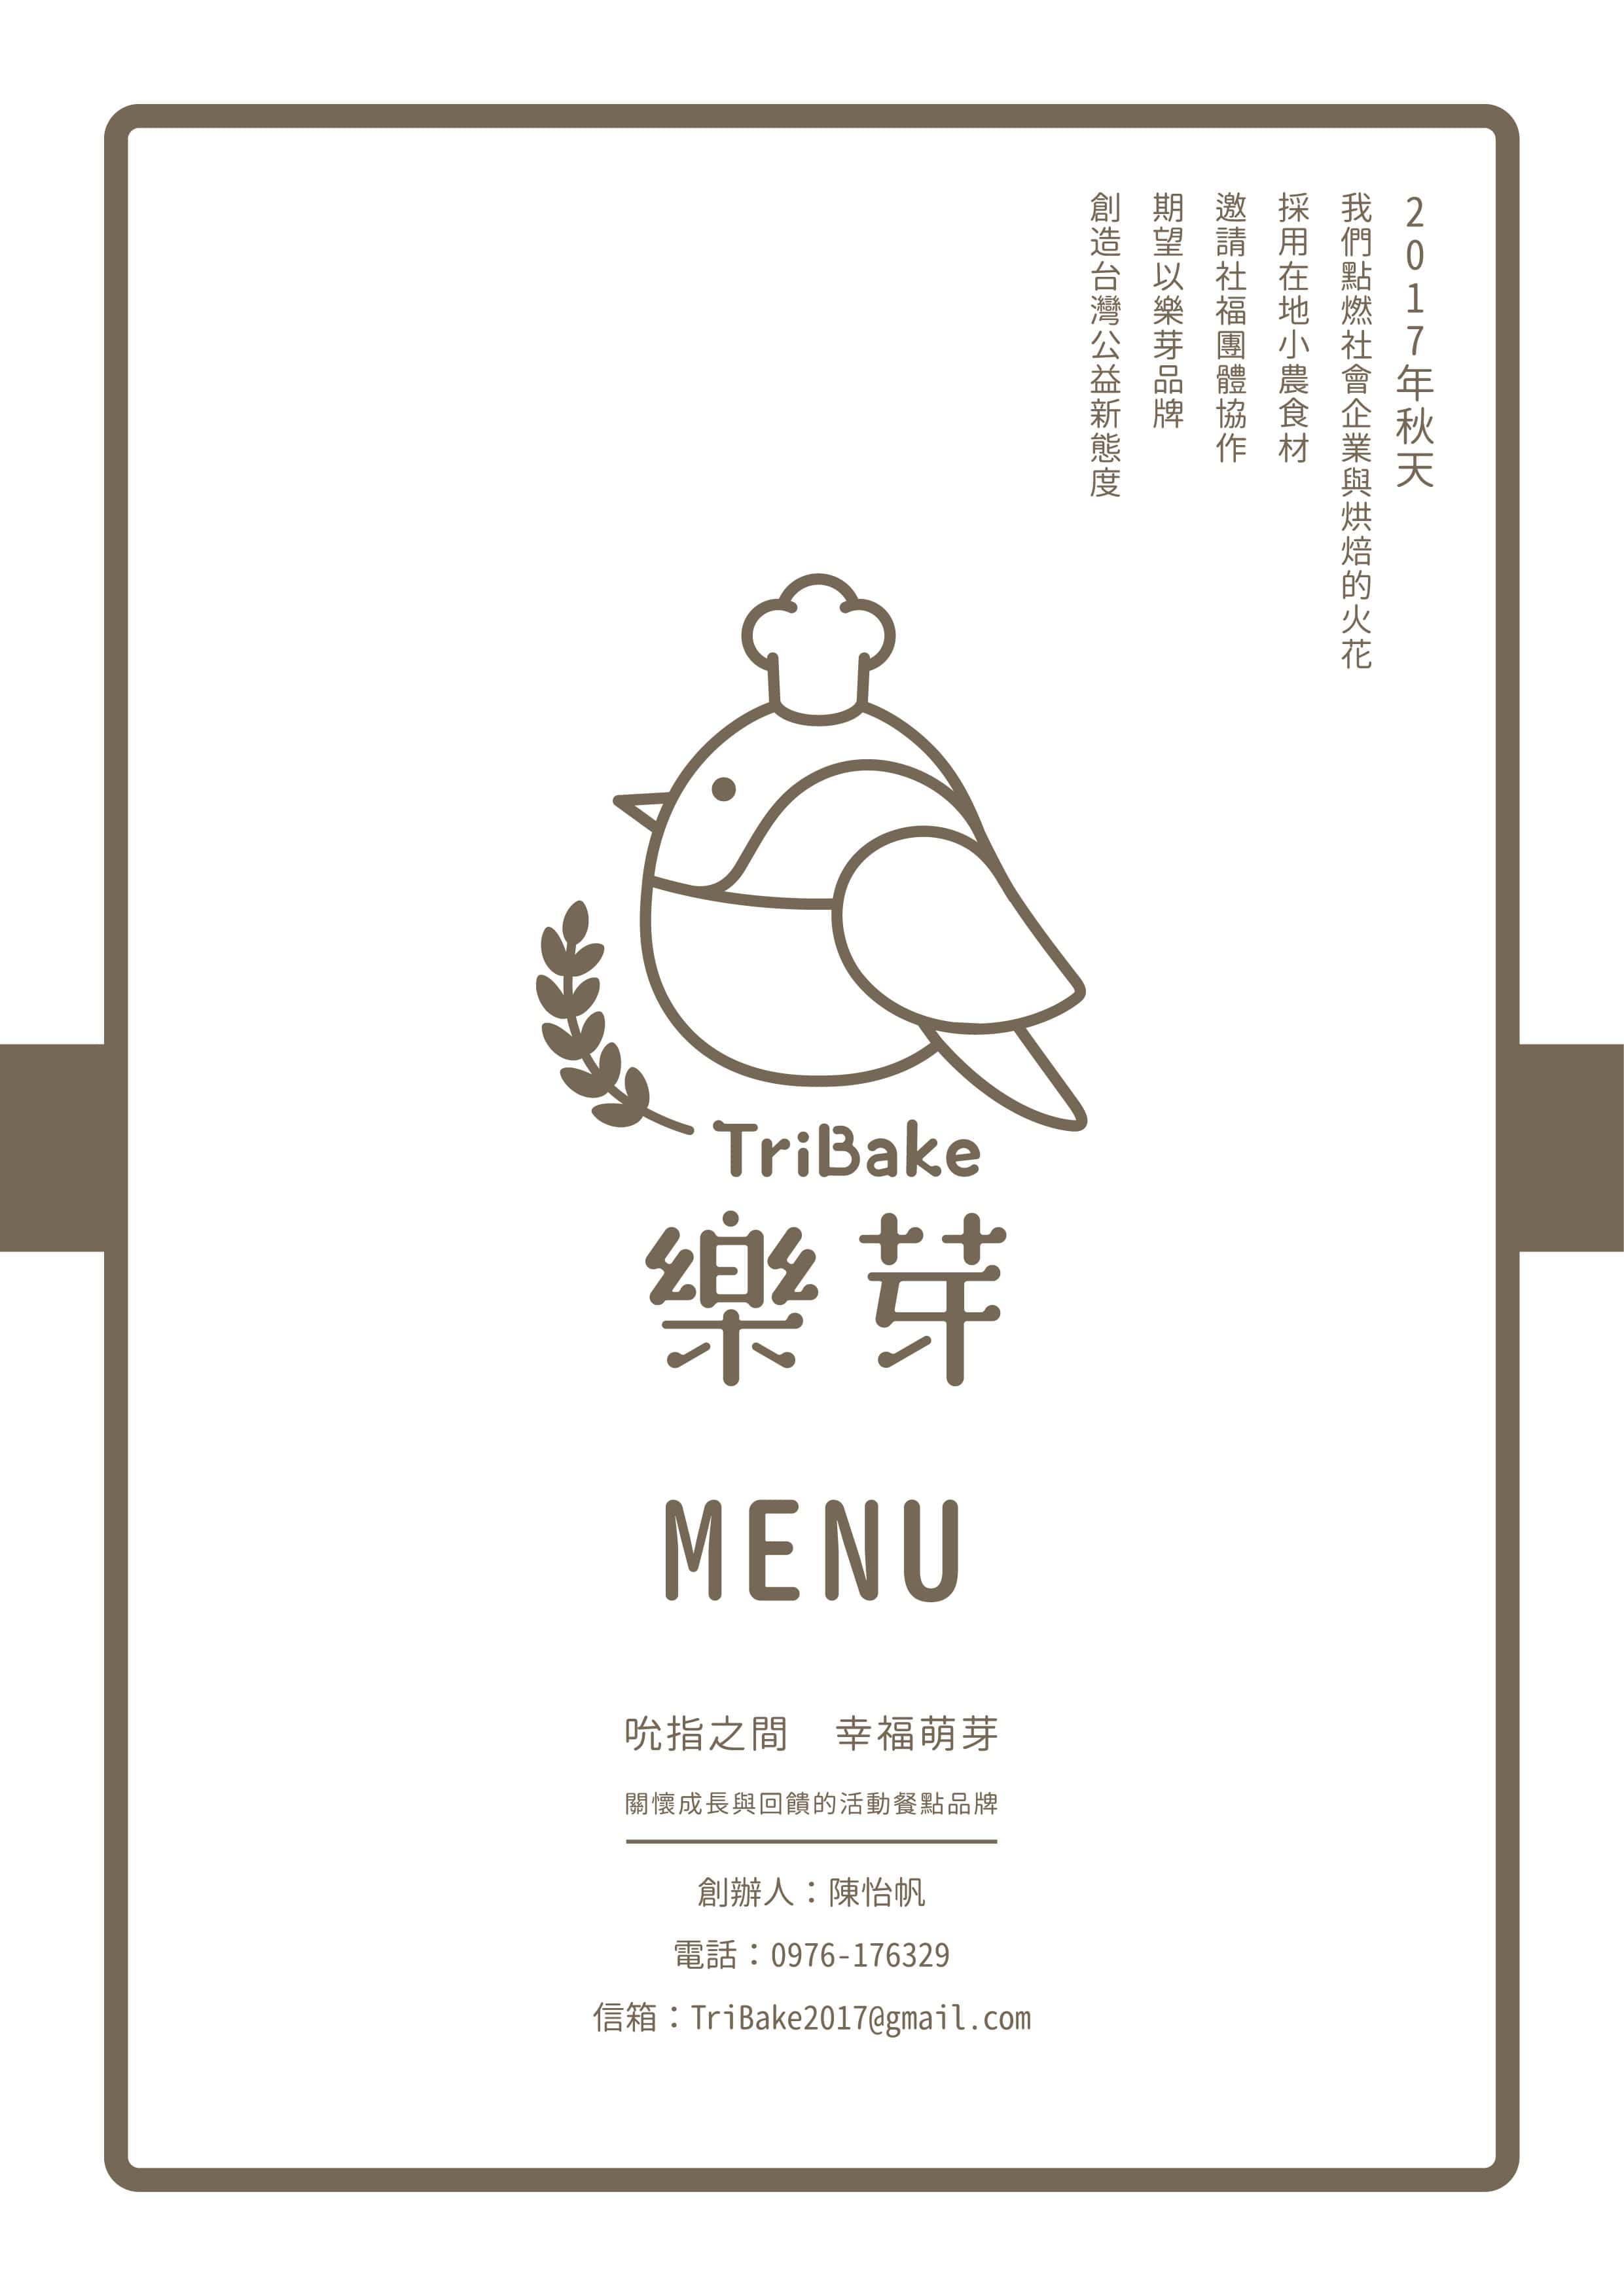 2017年秋天
我們點燃社會企業與烘焙的火花
採用在地小農食材
邀請社福團體協作
期望以樂芽品牌
創造台灣公益新態度
TriBake
樂芽
MENU
吮指之間 幸福萌芽
關懷成長與回饋的活動餐點品牌
創辦人：陳怡帆
電話：0976-176329
信箱：TriBake2017@gmail.com